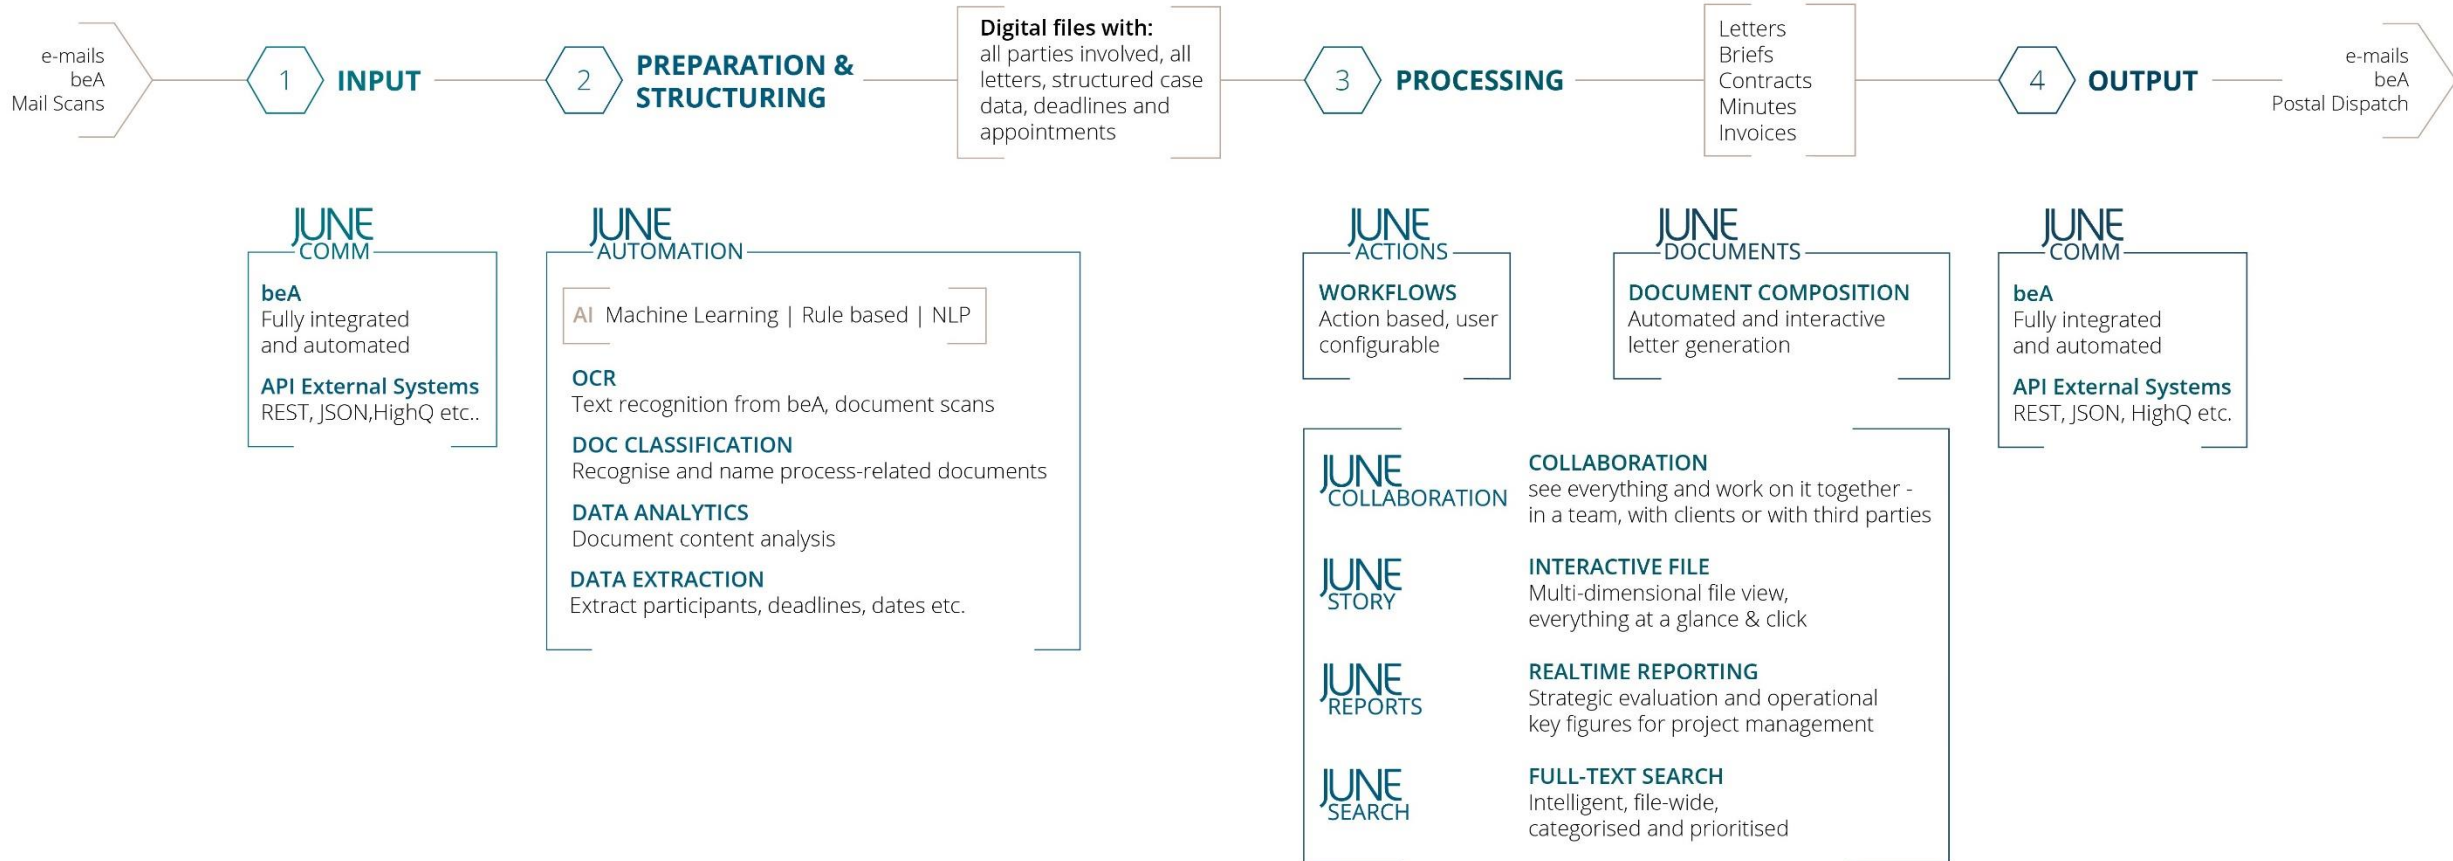 e-mails
beA
Mail Scans
1
INPUT
2
PREPARATION &
STRUCTURING
Digital files with:
all parties involved, all
letters, structured case
data, deadlines and
appointments
3
PROCESSING
Letters
Briefs
Contracts
Minutes
Invoices
4
OUTPUT
e-mails
beA
Postal Dispatch
JUNE
COMM
beA
Fully integrated
and automated
API External Systems
REST, JSON,HighQ etc..
JUNE
AUTOMATION
AI Machine Learning | Rule based | NLP
OCR
Text recognition from beA, document scans
DOC CLASSIFICATION
Recognise and name process-related documents
DATA ANALYTICS
Document content analysis
DATA EXTRACTION
Extract participants, deadlines, dates etc.
JUNE
ACTIONS
WORKFLOWS
Action based, user
configurable
JUNE
DOCUMENTS
DOCUMENT COMPOSITION
Automated and interactive
letter generation
JUNE
COMM
beA
Fully integrated
and automated
API External Systems
REST, JSON, HighQ etc.
JUNE
COLLABORATION
COLLABORATION
see everything and work on it together -
in a team, with clients or with third parties
JUNE
STORY
INTERACTIVE FILE
Multi-dimensional file view,
everything at a glance & click
JUNE
REPORTS
REALTIME REPORTING
Strategic evaluation and operational
key figures for project management
JUNE
SEARCH
FULL-TEXT SEARCH
Intelligent, file-wide,
categorised and prioritised